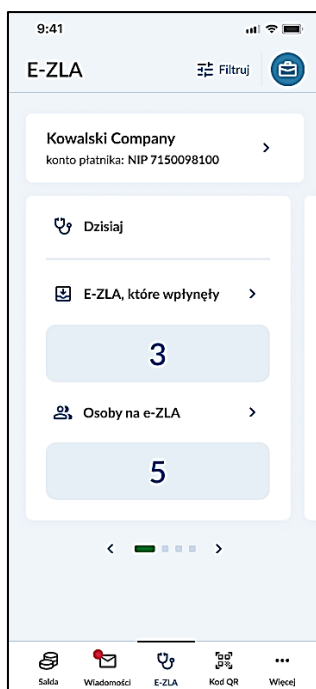 9:41
E-ZLA
Filtruj
Kowalski Company
konto płatnika: NIP 7150098100
Dzisiaj
E-ZLA, które wpłynęły
3
Osoby na e-ZLA
5
Salda
Wiadomości
E-ZLA
Kod QR
Więcej